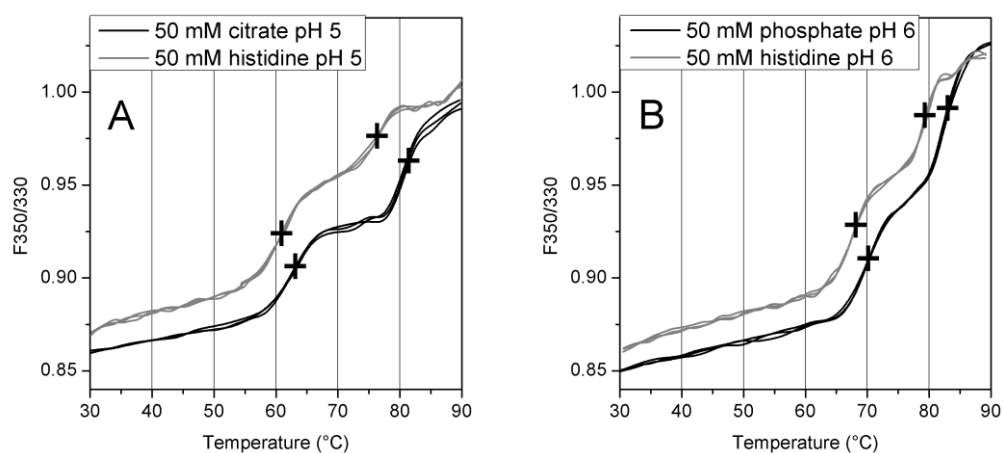 50 mM citrate pH 5
50 mM histidine pH 5
A
1.00
0.95
0.90
0.85
F350/330
30 40 50 60 70 80 90
Temperature (°C)
50 mM phosphate pH 6
50 mM histidine pH 6
B
1.00
0.95
0.90
0.85
F350/330
30 40 50 60 70 80 90
Temperature (°C)